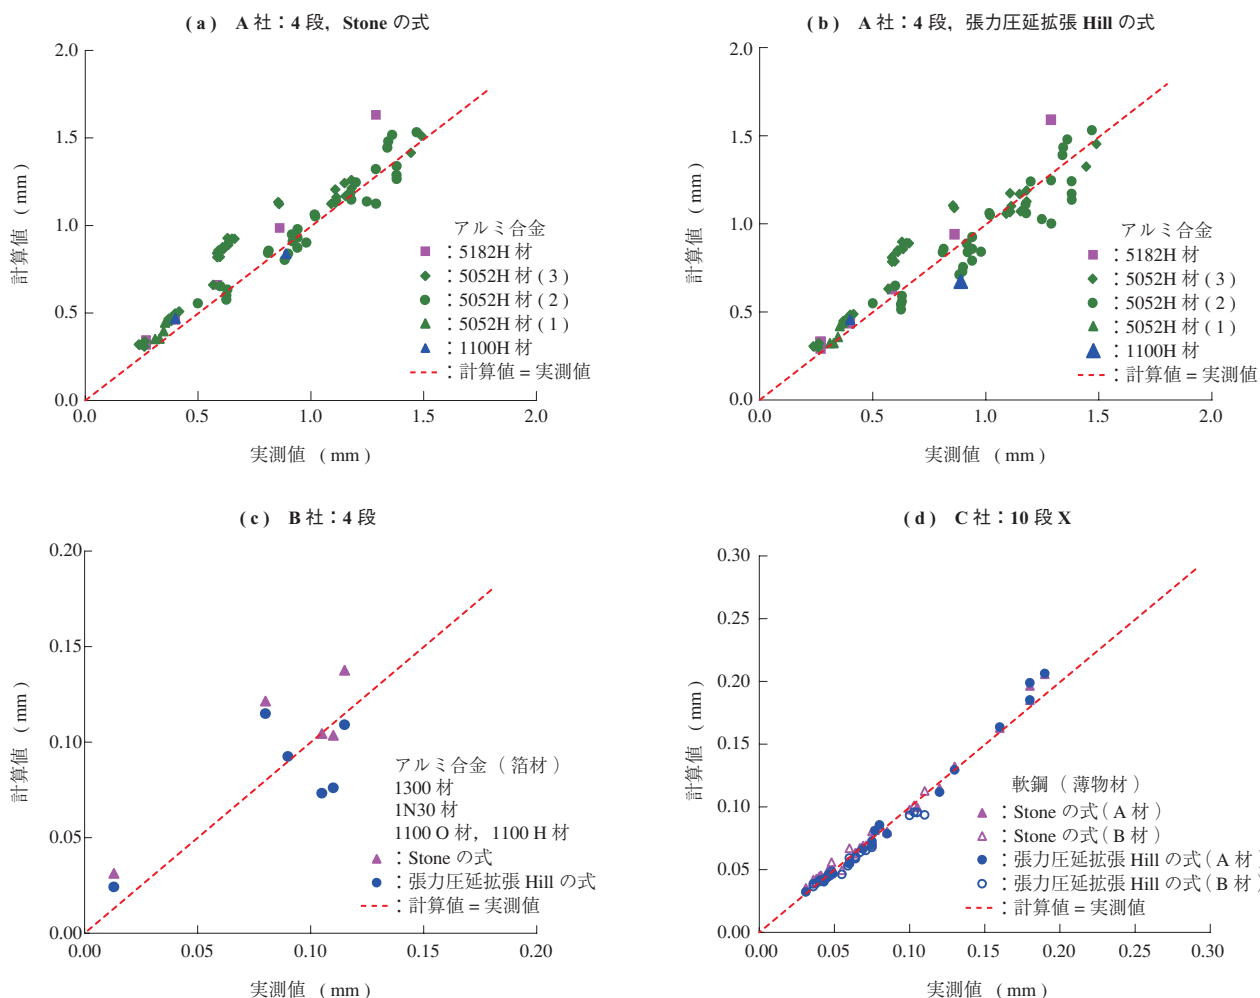 ( a ) A 社：4 段，Stone の式
2.0
1.5
1.0
0.5
0.0
計算値 ( mm )
アルミ合金
：5182H 材
：5052H 材 ( 3 )
：5052H 材 ( 2 )
：5052H 材 ( 1 )
：1100H 材
：計算値 = 実測値
0.0 0.5 1.0 1.5 2.0
実測値 ( mm )
( b ) A 社：4 段，張力圧延拡張 Hill の式
2.0
1.5
1.0
0.5
0.0
計算値 ( mm )
アルミ合金
：5182H 材
：5052H 材 ( 3 )
：5052H 材 ( 2 )
：5052H 材 ( 1 )
：1100H 材
：計算値 = 実測値
0.0 0.5 1.0 1.5 2.0
実測値 ( mm )
( c ) B 社：4 段
0.20
0.15
0.10
0.05
0.00
計算値 ( mm )
アルミ合金 ( 箔材 )
1300 材
1N30 材
1100 O 材，1100 H 材
：Stone の式
：張力圧延拡張 Hill の式
：計算値 = 実測値
0.00 0.05 0.10 0.15 0.20
実測値 ( mm )
( d ) C 社：10 段 X
0.30
0.25
0.20
0.15
0.10
0.05
0.00
計算値 ( mm )
軟鋼 ( 薄物材 )
：Stone の式 ( A 材 )
：Stone の式 ( B 材 )
：張力圧延拡張 Hill の式 ( A 材 )
：張力圧延拡張 Hill の式 ( B 材 )
：計算値 = 実測値
0.00 0.05 0.10 0.15 0.20 0.25 0.30
実測値 ( mm )